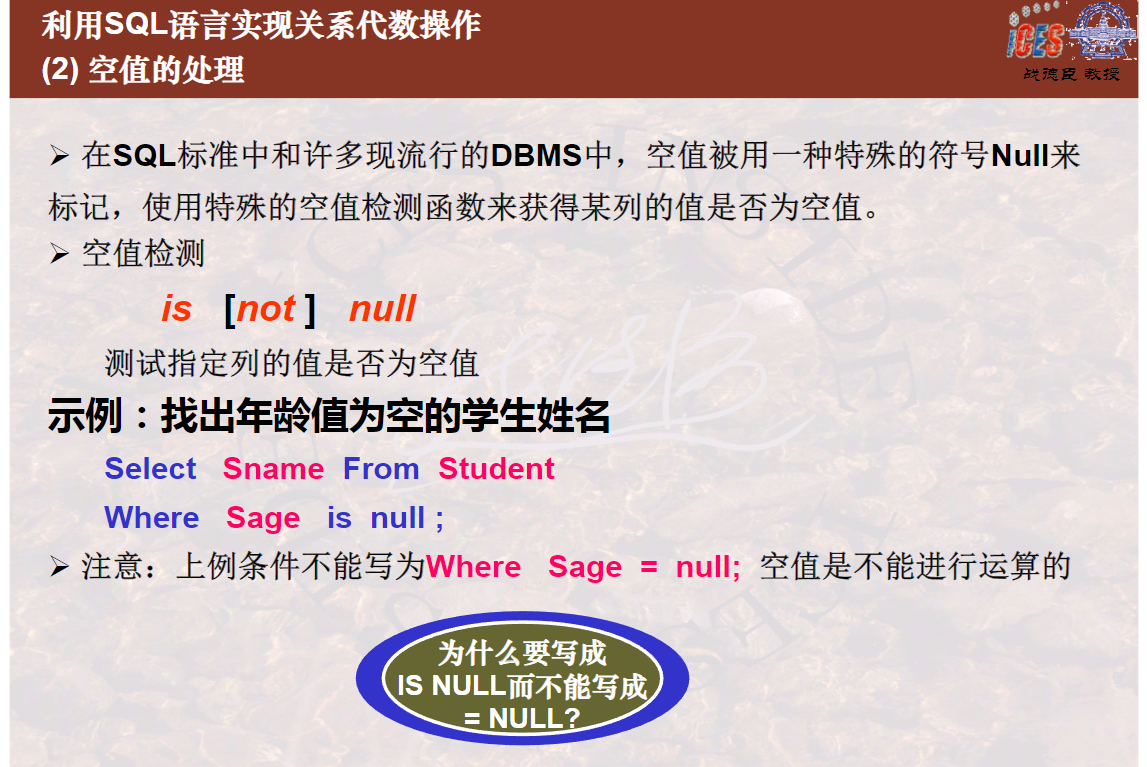 利用SQL语言实现关系代数操作
(2) 空值的处理
ICES
战德臣 教授
➢ 在SQL标准中和许多现流行的DBMS中，空值被用一种特殊的符号Null来
标记，使用特殊的空值检测函数来获得某列的值是否为空值。
➢ 空值检测
is [not ] null
测试指定列的值是否为空值
示例：找出年龄值为空的学生姓名
Select Sname From Student
Where Sage is null ;
➢ 注意：上例条件不能写为Where Sage = null; 空值是不能进行运算的
为什么要写成
IS NULL而不能写成
= NULL?